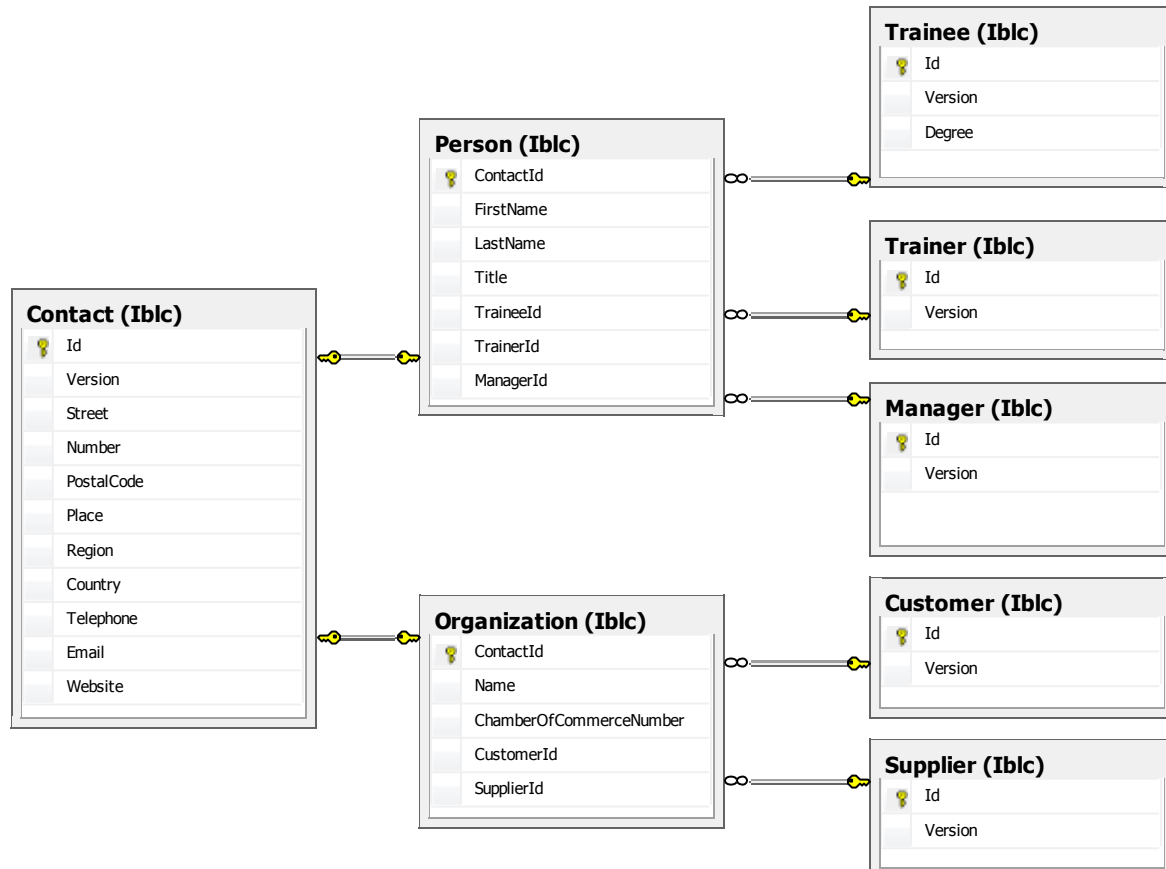 Contact (Iblc)
Id
Version
Street
Number
PostalCode
Place
Region
Country
Telephone
Email
Website
Person (Iblc)
ContactId
FirstName
LastName
Title
TraineeId
TrainerId
ManagerId
Organization (Iblc)
ContactId
Name
ChamberOfCommerceNumber
CustomerId
SupplierId
Trainee (Iblc)
Id
Version
Degree
Trainer (Iblc)
Id
Version
Manager (Iblc)
Id
Version
Customer (Iblc)
Id
Version
Supplier (Iblc)
Id
Version